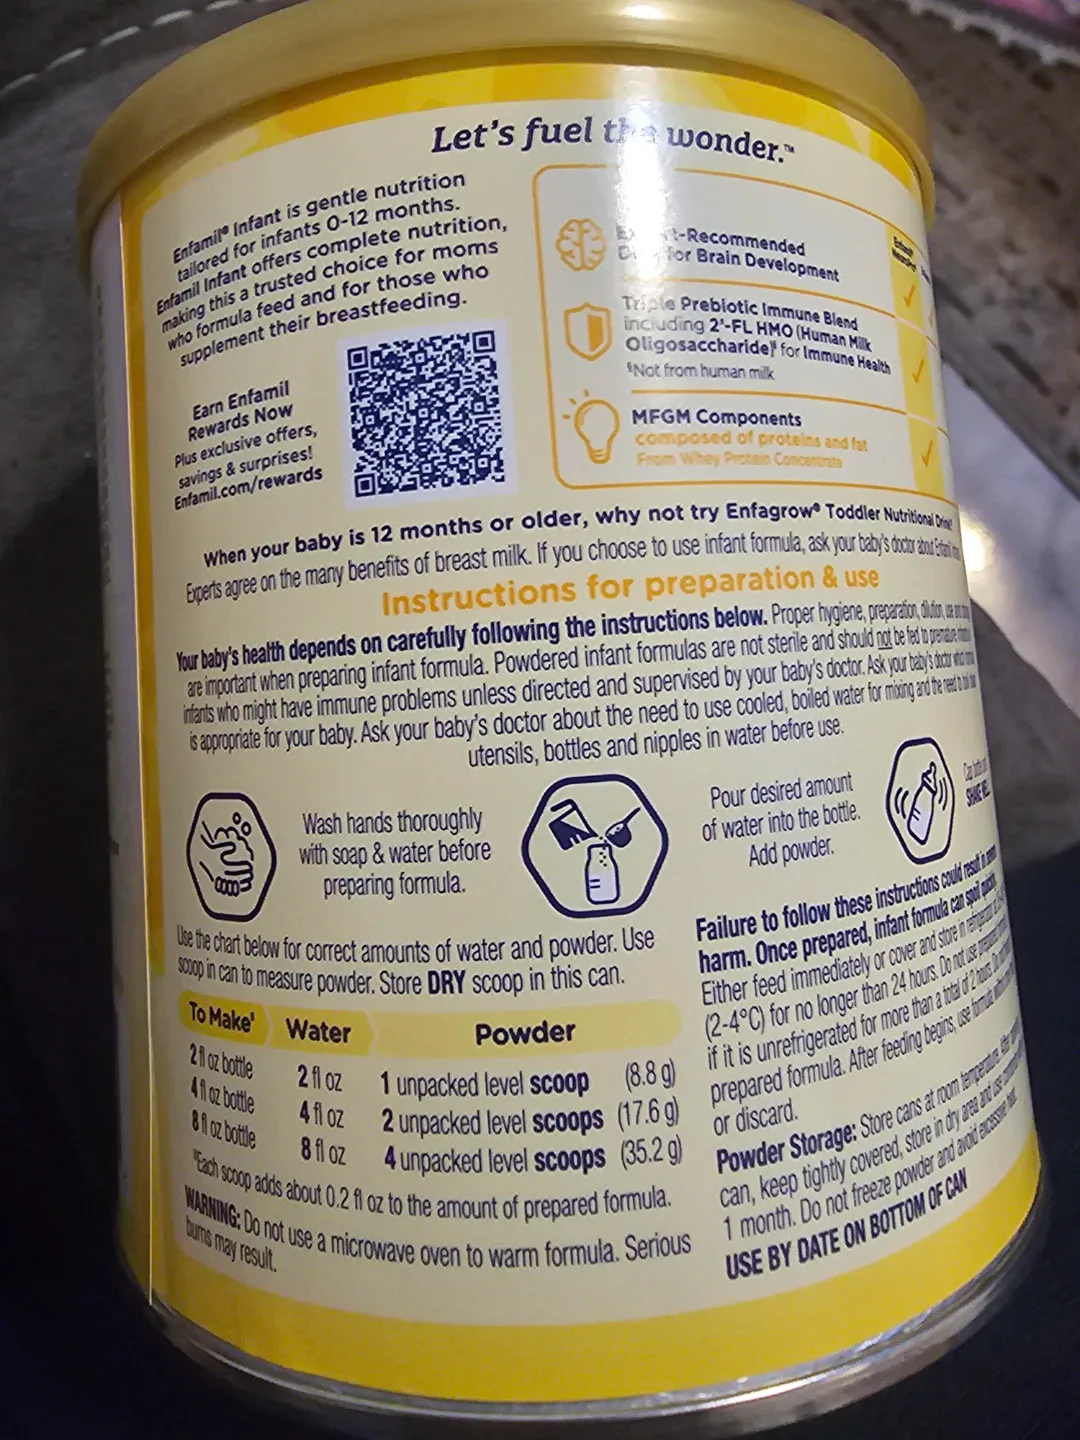 Let's fuel the wonder.™
Enfamil® Infant is gentle nutrition
tailored for infants 0-12 months.
Enfamil Infant offers complete nutrition,
making this a trusted choice for moms
who formula feed and for those who
supplement their breastfeeding.
Earn Enfamil
Rewards Now
Plus exclusive offers,
savings & surprises!
Enfamil.com/rewards
-Recommended
for Brain Development
Triple Prebiotic Immune Blend
including 2'-FL HMO (Human Milk
Oligosaccharide)§ for Immune Health
§Not from human milk
MFGM Components
composed of proteins and fat
From Whey Protein Concentrate
When your baby is 12 months or older, why not try Enfagrow® Toddler Nutritional Drink
Experts agree on the many benefits of breast milk. If you choose to use infant formula, ask your baby's doctor about
Instructions for preparation & use
Your baby's health depends on carefully following the instructions below. Proper hygiene, preparation, dilution, use and
are important when preparing infant formula. Powdered infant formulas are not sterile and should not be fed to premature
infants who might have immune problems unless directed and supervised by your baby's doctor. Ask your baby's doctor which
is appropriate for your baby. Ask your baby's doctor about the need to use cooled, boiled water for mixing and the need to
utensils, bottles and nipples in water before use.
Wash hands thoroughly
with soap & water before
preparing formula.
Pour desired amount
of water into the bottle.
Add powder.
Cap
SHAKE WELL
Use the chart below for correct amounts of water and powder. Use
scoop in can to measure powder. Store DRY scoop in this can.
To Make Water Powder
2 fl oz bottle 2 fl oz 1 unpacked level scoop (8.8 g)
4 fl oz bottle 4 fl oz 2 unpacked level scoops (17.6 g)
8 fl oz bottle 8 fl oz 4 unpacked level scoops (35.2 g)
Each scoop adds about 0.2 fl oz to the amount of prepared formula.
WARNING: Do not use a microwave oven to warm formula. Serious
burns may result.
Failure to follow these instructions could result in
harm. Once prepared, infant formula can spoil quickly.
Either feed immediately or cover and store in refrigerator
(2-4°C) for no longer than 24 hours. Do not use prepared
if it is unrefrigerated for more than a total of 2 hours. Do not
prepared formula. After feeding begins, use formula within
or discard.
Powder Storage: Store cans at room temperature.
can, keep tightly covered, store in dry area and use
1 month. Do not freeze powder and avoid excessive heat.
USE BY DATE ON BOTTOM OF CAN